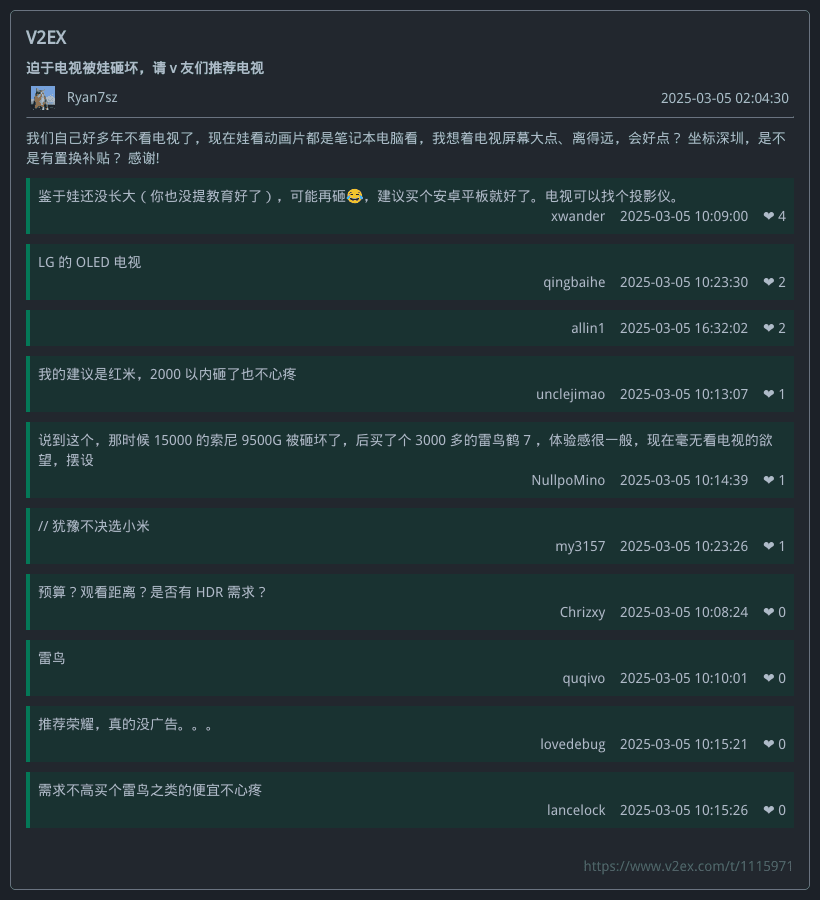 V2EX
迫于电视被娃砸坏，请 v 友们推荐电视
Ryan7sz 2025-03-05 02:04:30
我们自己好多年不看电视了，现在娃看动画片都是笔记本电脑看，我想着电视屏幕大点、离得远，会好点？ 坐标深圳，是不
是有置换补贴？ 感谢!
鉴于娃还没长大（你也没提教育好了），可能再砸😂，建议买个安卓平板就好了。电视可以找个投影仪。
xwander 2025-03-05 10:09:00 ❤ 4
LG 的 OLED 电视
qingbaihe 2025-03-05 10:23:30 ❤ 2
allin1 2025-03-05 16:32:02 ❤ 2
我的建议是红米，2000 以内砸了也不心疼
unclejimao 2025-03-05 10:13:07 ❤ 1
说到这个，那时候 15000 的索尼 9500G 被砸坏了，后买了个 3000 多的雷鸟鹤 7 ，体验感很一般，现在毫无看电视的欲
望，摆设
NullpoMino 2025-03-05 10:14:39 ❤ 1
// 犹豫不决选小米
my3157 2025-03-05 10:23:26 ❤ 1
预算？观看距离？是否有 HDR 需求？
Chrizxy 2025-03-05 10:08:24 ❤ 0
雷鸟
quqivo 2025-03-05 10:10:01 ❤ 0
推荐荣耀，真的没广告。。。
lovedebug 2025-03-05 10:15:21 ❤ 0
需求不高买个雷鸟之类的便宜不心疼
lancelock 2025-03-05 10:15:26 ❤ 0
https://www.v2ex.com/t/1115971